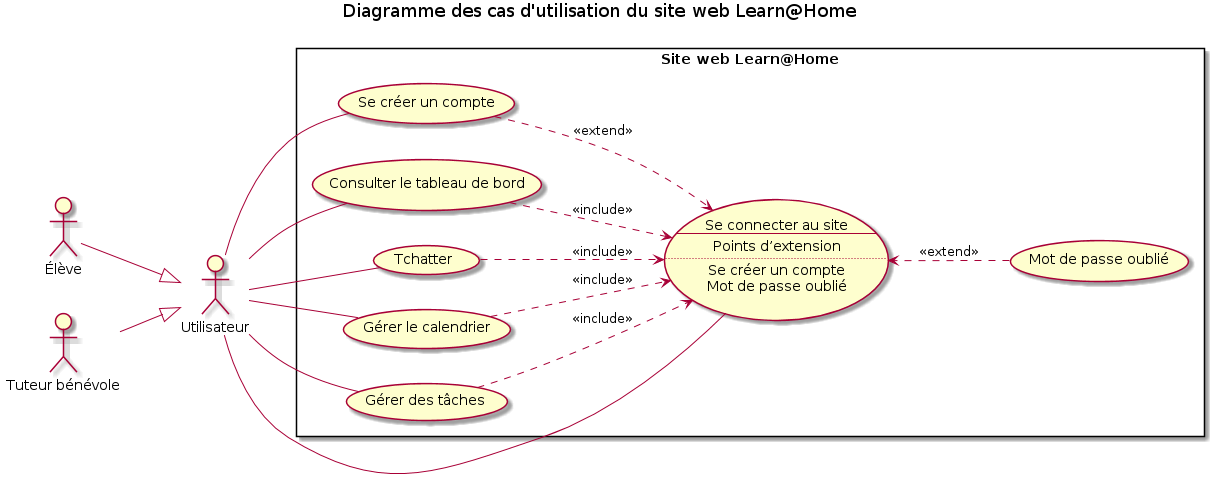 Diagramme des cas d'utilisation du site web Learn@Home
Site web Learn@Home
Se créer un compte
«extend»
Consulter le tableau de bord
«include»
Se connecter au site
Points d’extension
Se créer un compte
Mot de passe oublié
Tchatter
«include»
«extend»
Mot de passe oublié
Élève
«include»
Utilisateur
Gérer le calendrier
«include»
Tuteur bénévole
Gérer des tâches